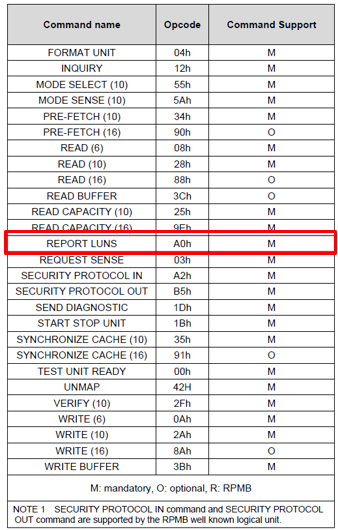 Command name Opcode Command Support
FORMAT UNIT 04h M
INQUIRY 12h M
MODE SELECT (10) 55h M
MODE SENSE (10) 5Ah M
PRE-FETCH (10) 34h M
PRE-FETCH (16) 90h O
READ (6) 08h M
READ (10) 28h M
READ (16) 88h O
READ BUFFER 3Ch O
READ CAPACITY (10) 25h M
READ CAPACITY (16) 9Eh M
REPORT LUNS A0h M
REQUEST SENSE 03h M
SECURITY PROTOCOL IN A2h M
SECURITY PROTOCOL OUT B5h M
SEND DIAGNOSTIC 1Dh M
START STOP UNIT 1Bh M
SYNCHRONIZE CACHE (10) 35h M
SYNCHRONIZE CACHE (16) 91h O
TEST UNIT READY 00h M
UNMAP 42H M
VERIFY (10) 2Fh M
WRITE (6) 0Ah M
WRITE (10) 2Ah M
WRITE (16) 8Ah O
WRITE BUFFER 3Bh M
M: mandatory, O: optional, R: RPMB
NOTE 1 SECURITY PROTOCOL IN command and SECURITY PROTOCOL
OUT command are supported by the RPMB well known logical unit.